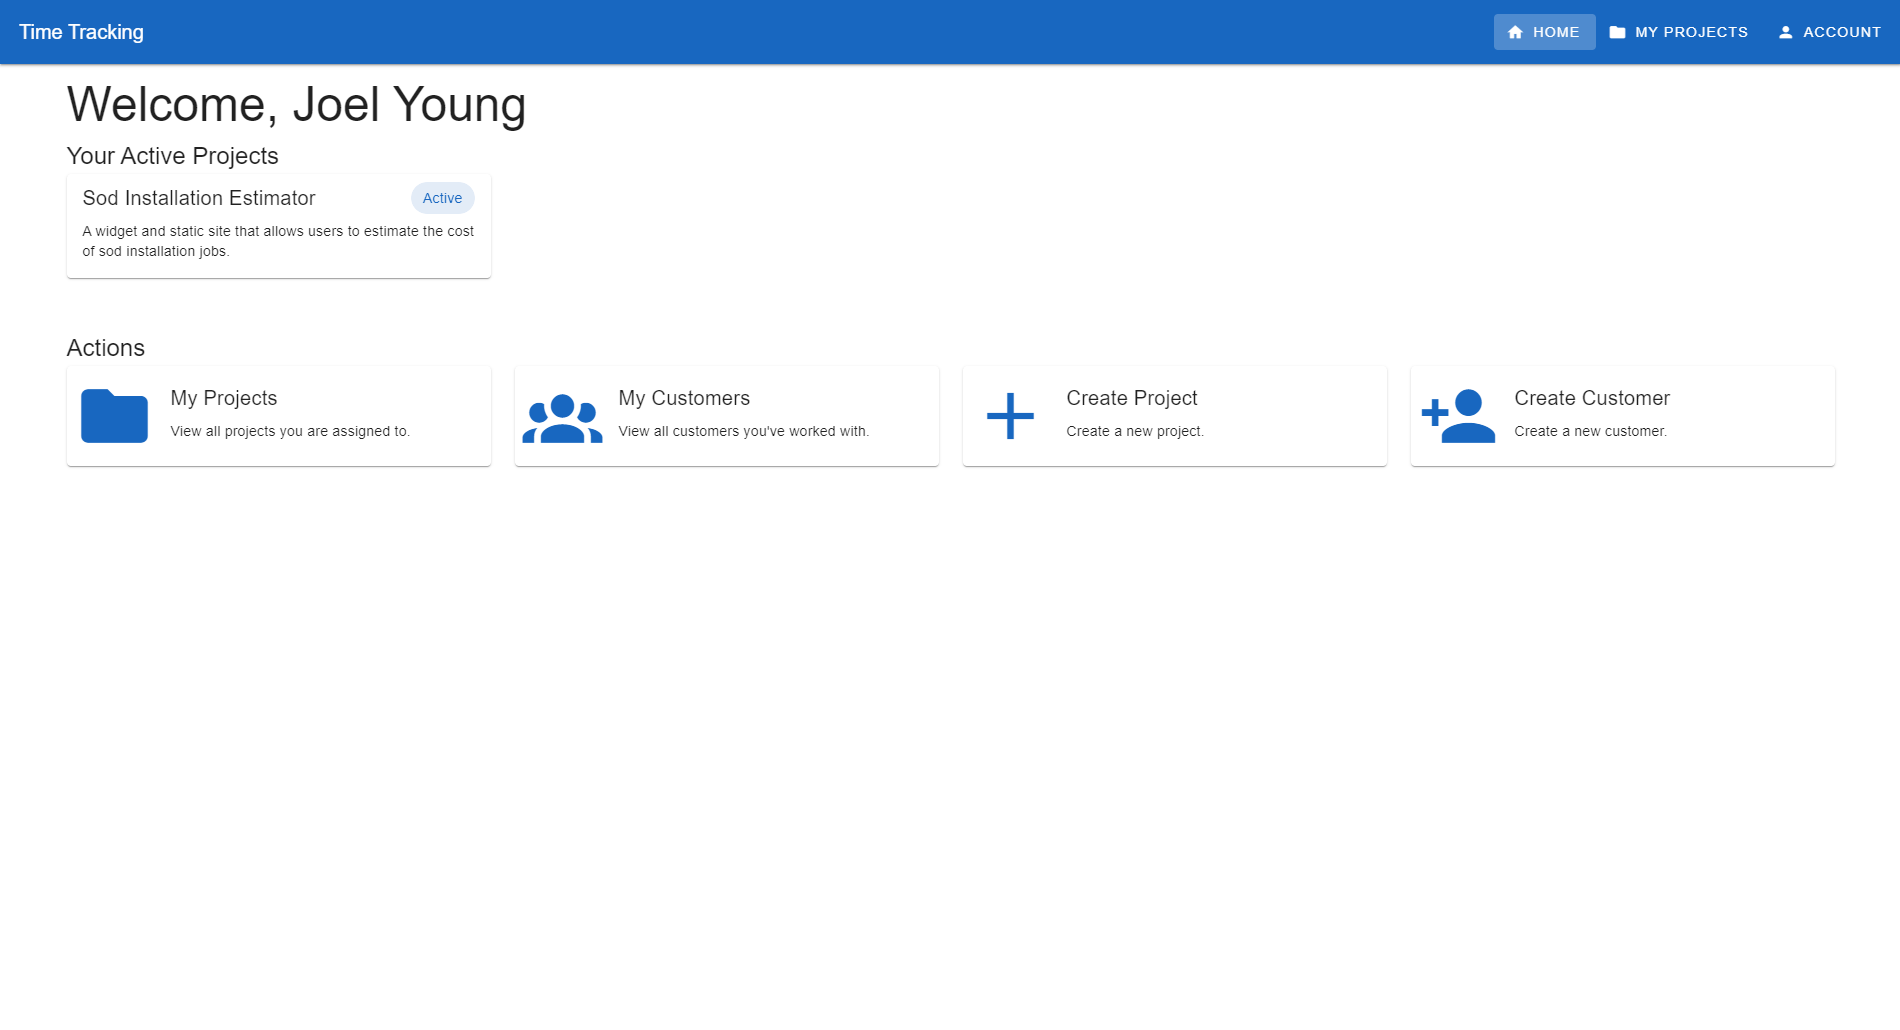 Time Tracking
HOME
MY PROJECTS
ACCOUNT
Welcome, Joel Young
Your Active Projects
Sod Installation Estimator
Active
A widget and static site that allows users to estimate the cost
of sod installation jobs.
Actions
My Projects
View all projects you are assigned to.
My Customers
View all customers you've worked with.
Create Project
Create a new project.
Create Customer
Create a new customer.